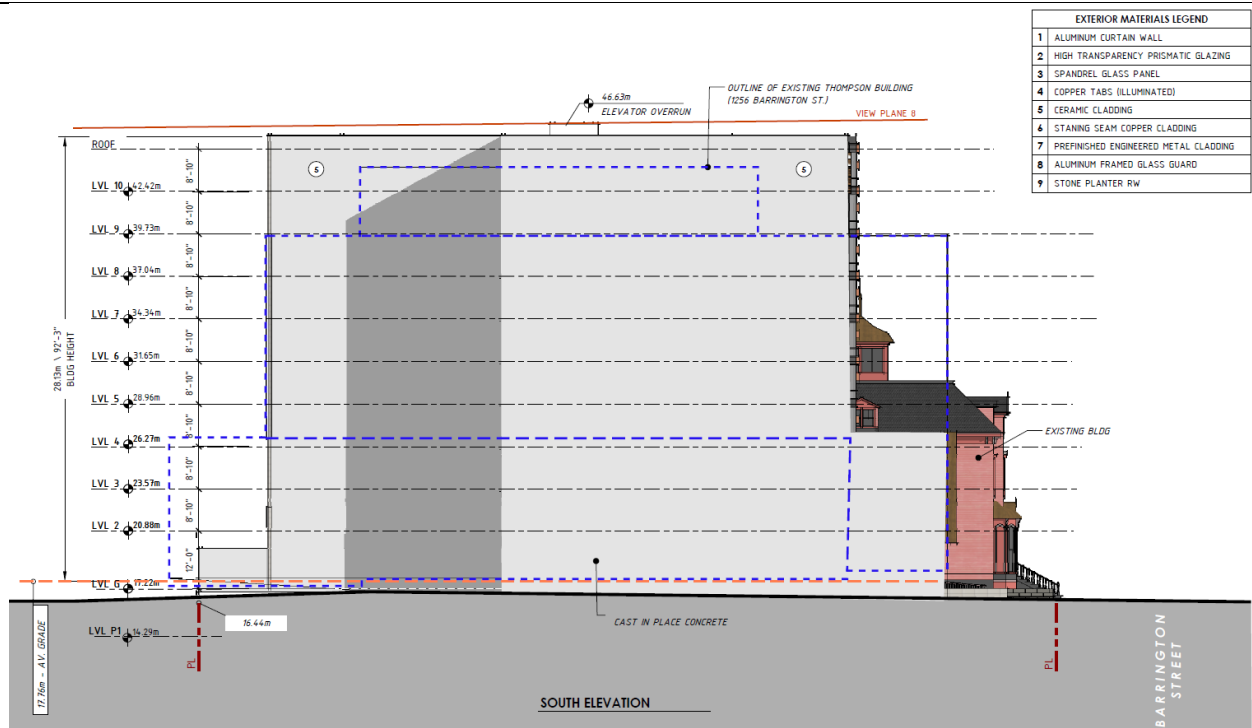 EXTERIOR MATERIALS LEGEND
1 ALUMINUM CURTAIN WALL
2 HIGH TRANSPARENCY PRISMATIC GLAZING
3 SPANDREL GLASS PANEL
4 COPPER TABS (ILLUMINATED)
5 CERAMIC CLADDING
6 STANING SEAM COPPER CLADDING
7 PREFINISHED ENGINEERED METAL CLADDING
8 ALUMINUM FRAMED GLASS GUARD
9 STONE PLANTER RW
OUTLINE OF EXISTING THOMPSON BUILDING
(1256 BARRINGTON ST.)
46.63m
ELEVATOR OVERRUN
VIEW PLANE 8
ROOF
8'-10"
5
5
LVL 10 42.42m
8'-10"
LVL 9 39.73m
8'-10"
LVL 8 37.04m
8'-10"
LVL 7 34.34m
8'-10"
LVL 6 31.65m
8'-10"
LVL 5 28.96m
8'-10"
LVL 4 26.27m
8'-10"
LVL 3 23.57m
8'-10"
LVL 2 20.88m
12'-0"
LVL G 17.22m
28.13m \ 92'-3"
BLDG HEIGHT
EXISTING BLDG
16.44m
CAST IN PLACE CONCRETE
LVL P1 14.29m
17.76m - AV. GRADE
PL
PL
BARRINGTON
STREET
SOUTH ELEVATION